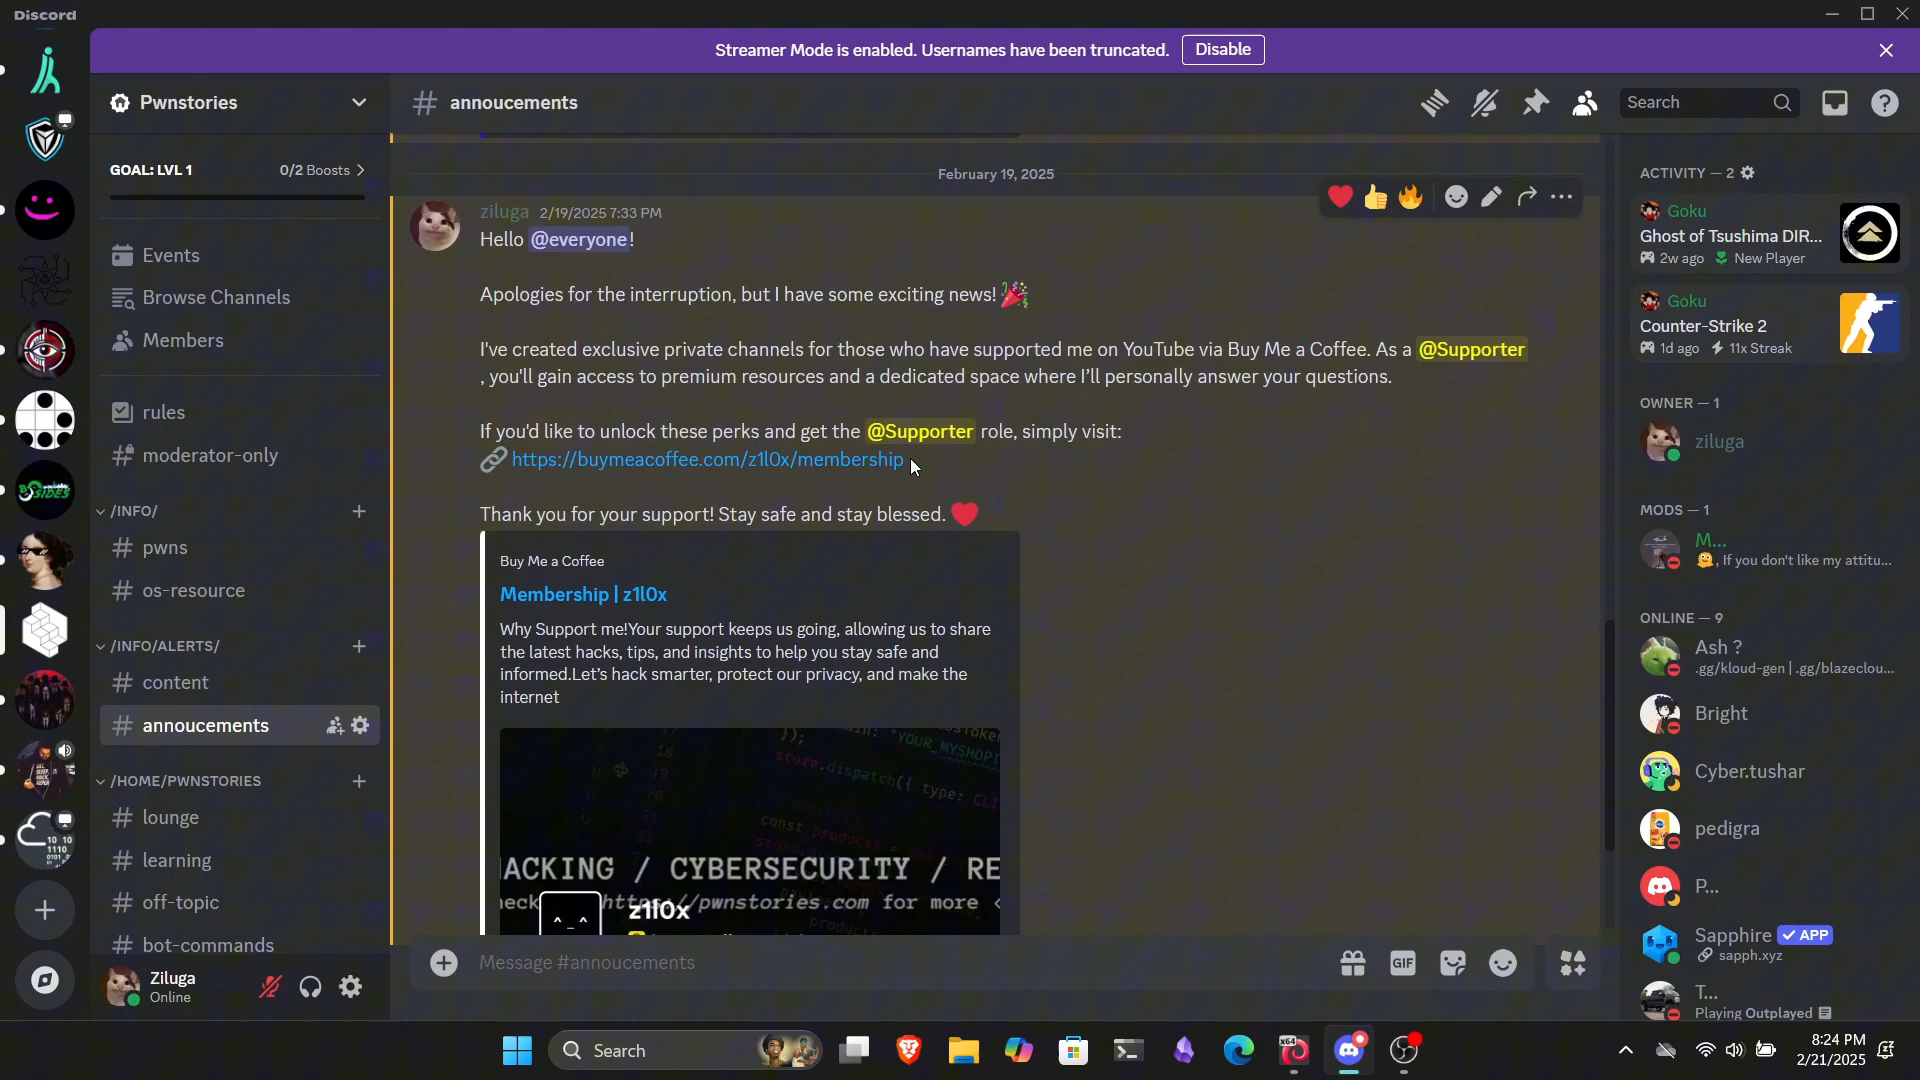 Discord
Streamer Mode is enabled. Usernames have been truncated. Disable
Pwnstories
annoucements
Search
GOAL: LVL 1 0/2 Boosts
Events
Browse Channels
Members
rules
moderator-only
/INFO/
pwns
os-resource
/INFO/ALERTS/
content
annoucements
/HOME/PWNSTORIES
lounge
learning
off-topic
bot-commands
Ziluga
Online
February 19, 2025
ziluga 2/19/2025 7:33 PM
Hello @everyone!
Apologies for the interruption, but I have some exciting news!
I've created exclusive private channels for those who have supported me on YouTube via Buy Me a Coffee. As a @Supporter
, you'll gain access to premium resources and a dedicated space where I'll personally answer your questions.
If you'd like to unlock these perks and get the @Supporter role, simply visit:
https://buymeacoffee.com/z1l0x/membership
Thank you for your support! Stay safe and stay blessed.
Buy Me a Coffee
Membership | z1l0x
Why Support me!Your support keeps us going, allowing us to share
the latest hacks, tips, and insights to help you stay safe and
informed.Let's hack smarter, protect our privacy, and make the
internet
});
store.dispatch({ type: CLI
const products
18
19
20
21
HACKING / CYBERSECURITY / RE
heck https://pwnstories.com for more <
^_^
z1l0x
Message #annoucements
GIF
ACTIVITY — 2
Goku
Ghost of Tsushima DIR...
2w ago New Player
Goku
Counter-Strike 2
1d ago 11x Streak
OWNER — 1
ziluga
MODS — 1
M...
, If you don't like my attitu...
ONLINE — 9
Ash ?
.gg/kloud-gen | .gg/blazeclou...
Bright
Cyber.tushar
pedigra
P...
Sapphire APP
sapph.xyz
T...
Playing Outplayed
Search
8:24 PM
2/21/2025